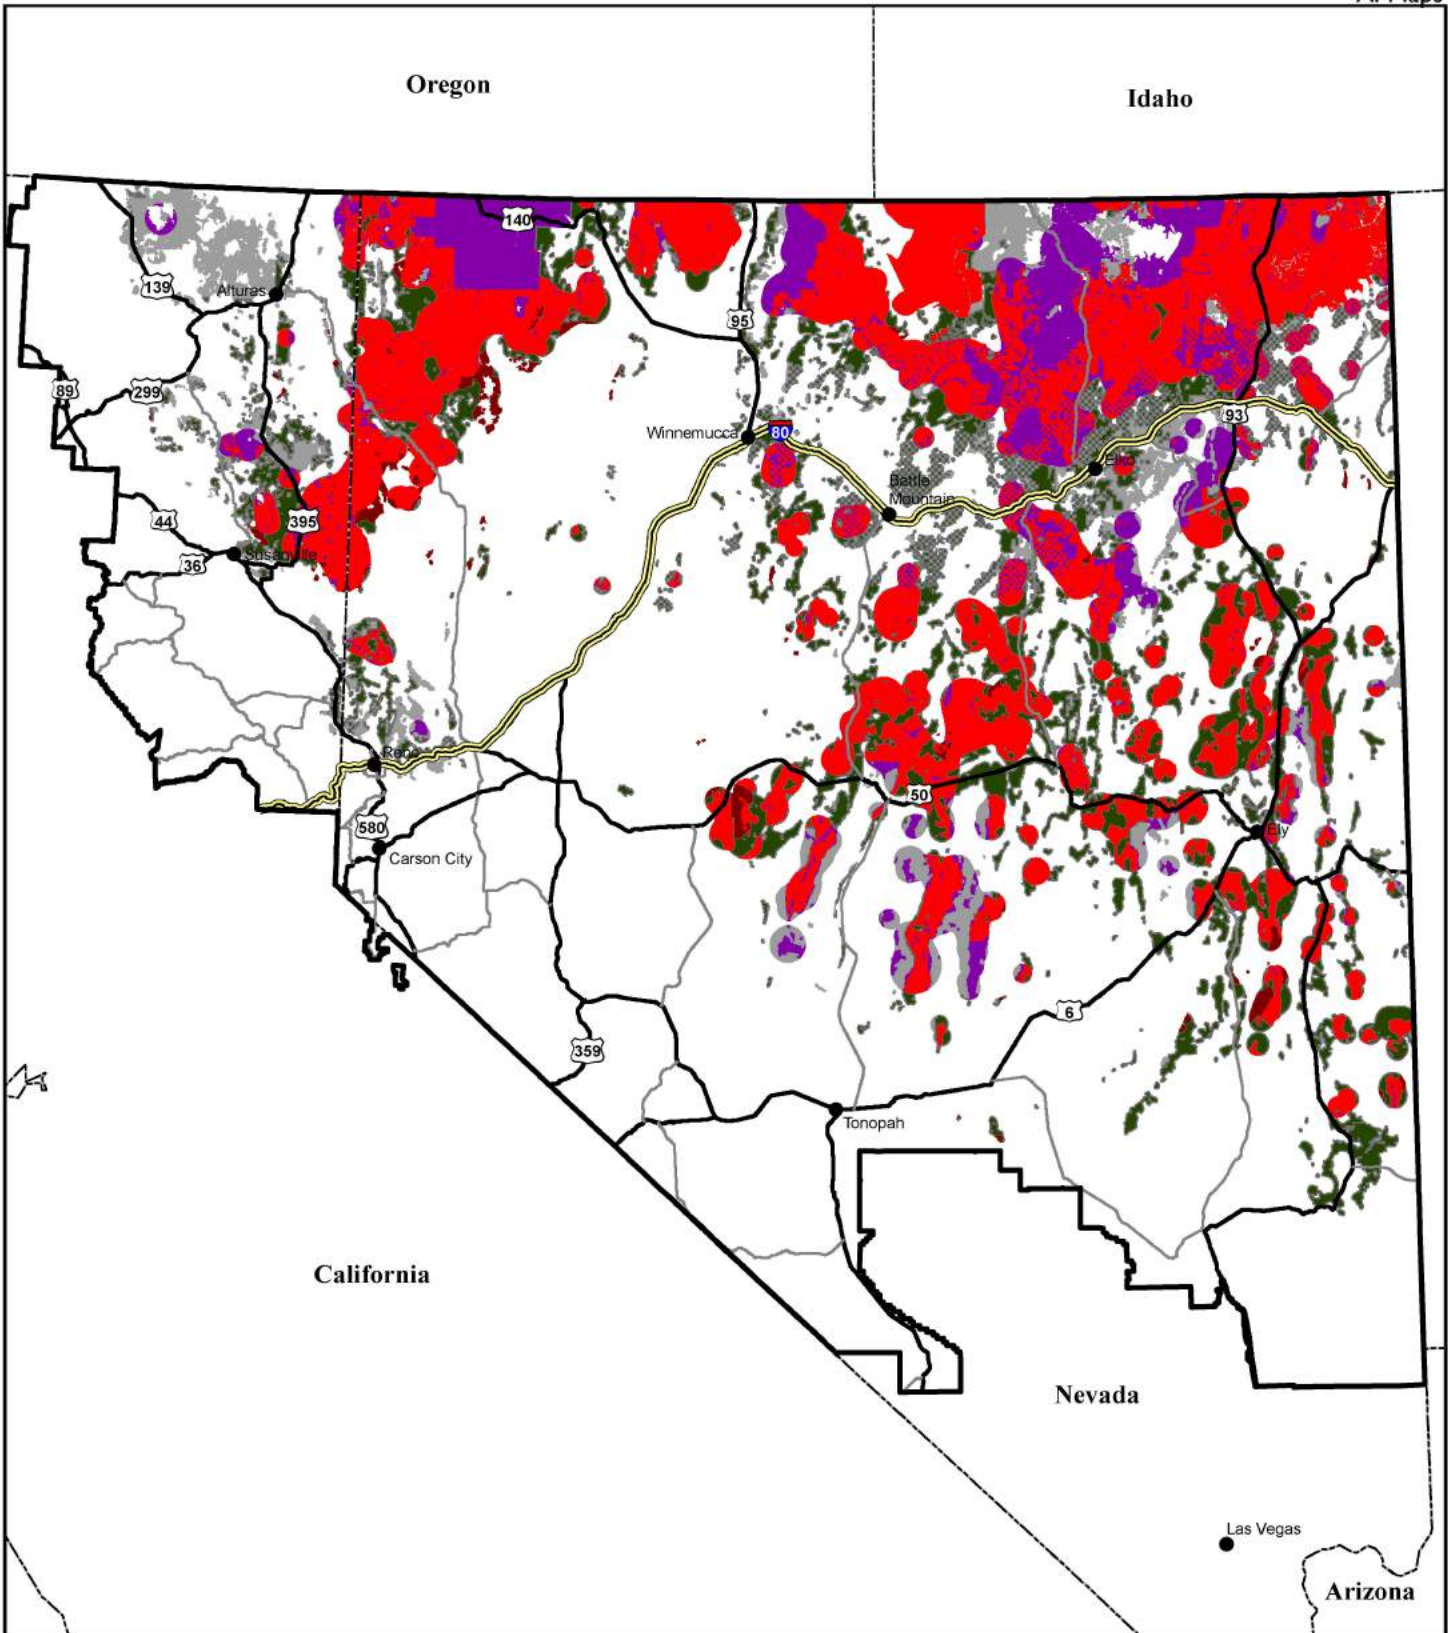 Oregon
Idaho
140
139
Alturas
95
89
299
93
Winnemucca
80
Elko
Battle
Mountain
44
395
Susanville
36
Reno
50
580
Ely
Carson City
6
359
Tonopah
California
Nevada
Las Vegas
Arizona